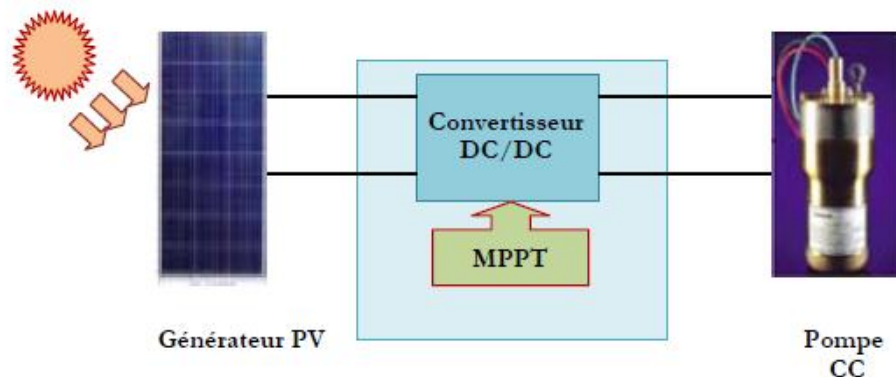 Convertisseur
DC/DC
MPPT
Générateur PV
Pompe
CC